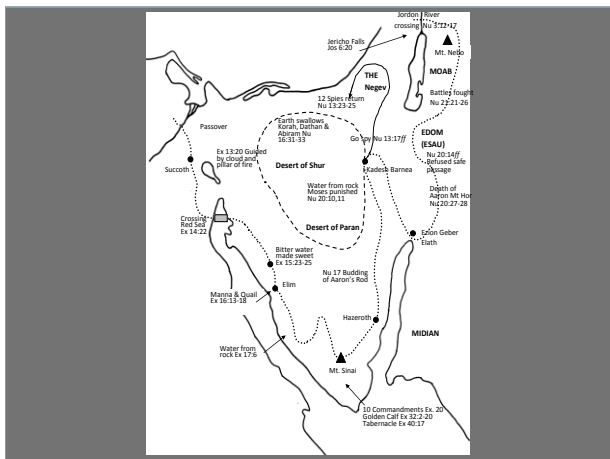 Jordon River
crossing Nu 3:12-17
Mt. Nebo
Jericho Falls
Jos 6:20
THE
Negev
MOAB
12 Spies return
Nu 13:23-25
Battles fought
Nu 21:21-26
Passover
Earth swallows
Korah, Dathan &
Abiram Nu
16:31-33
Go spy Nu 13:17ff
EDOM
(ESAU)
Nu 20:14ff
Refused safe
passage
Ex 13:20 Guided
by cloud and
pillar of fire
Succoth
Desert of Shur
Kadesh Barnea
Water from rock
Moses punished
Nu 20:10,11
Death of
Aaron Mt Hor
Nu 20:27-28
Crossing
Red Sea
Ex 14:22
Desert of Paran
Ezion Geber
Elath
Bitter water
made sweet
Ex 15:23-25
Nu 17 Budding
of Aaron's Rod
Elim
Manna & Quail
Ex 16:13-18
Hazeroth
MIDIAN
Water from
rock Ex 17:6
Mt. Sinai
10 Commandments Ex. 20
Golden Calf Ex 32:2-20
Tabernacle Ex 40:17